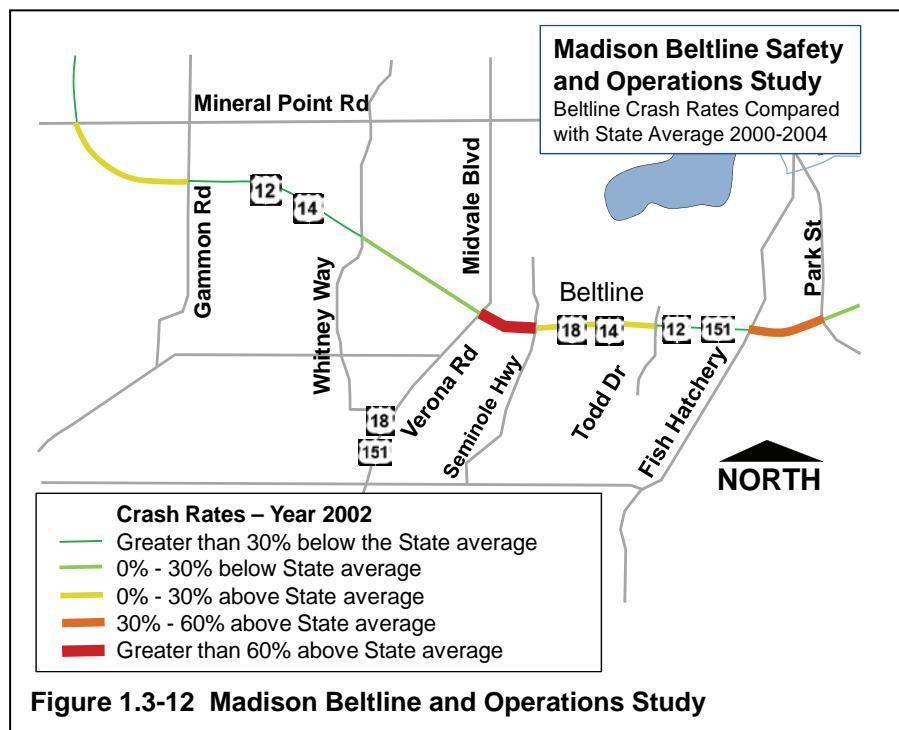 Madison Beltline Safety
and Operations Study
Beltline Crash Rates Compared
with State Average 2000-2004
Mineral Point Rd
Gammon Rd
12
14
Whitney Way
Midvale Blvd
Beltline
Park St
18
14
12
151
Verona Rd
Seminole Hwy
Todd Dr
Fish Hatchery
18
151
NORTH
Crash Rates – Year 2002
Greater than 30% below the State average
0% - 30% below State average
0% - 30% above State average
30% - 60% above State average
Greater than 60% above State average
Figure 1.3-12 Madison Beltline and Operations Study